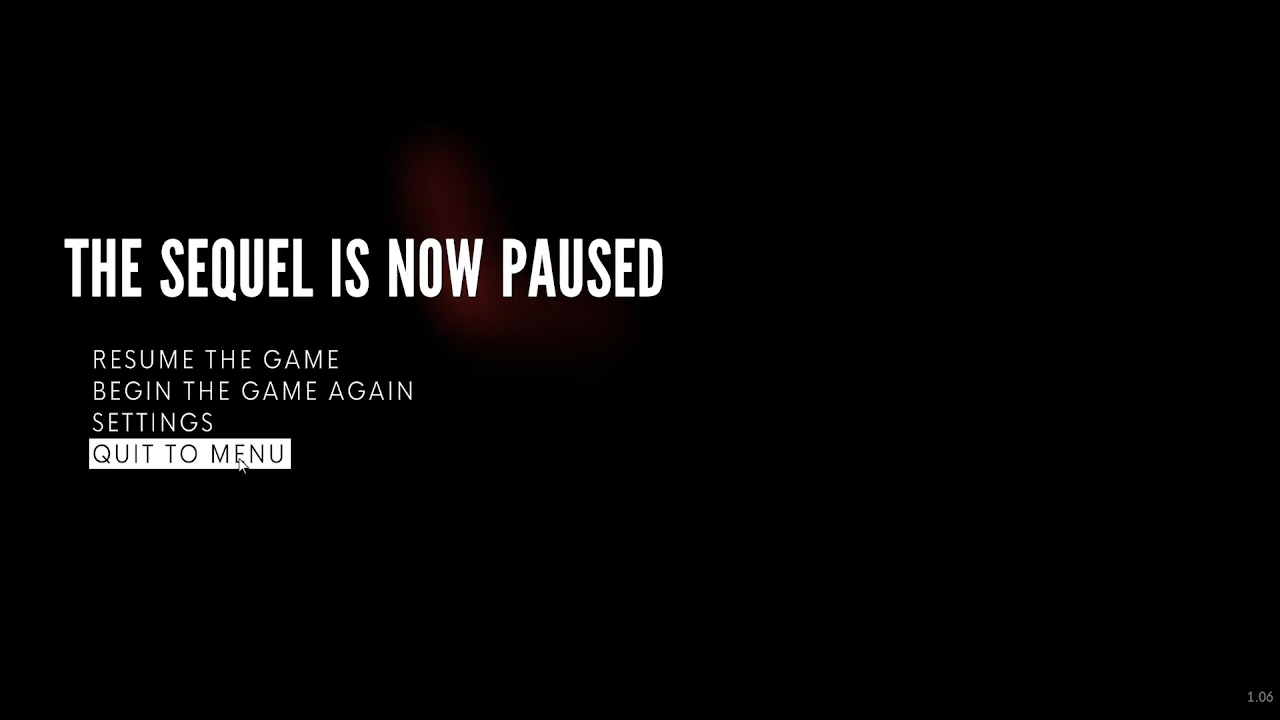 THE SEQUEL IS NOW PAUSED
RESUME THE GAME
BEGIN THE GAME AGAIN
SETTINGS
QUIT TO MENU
1.06